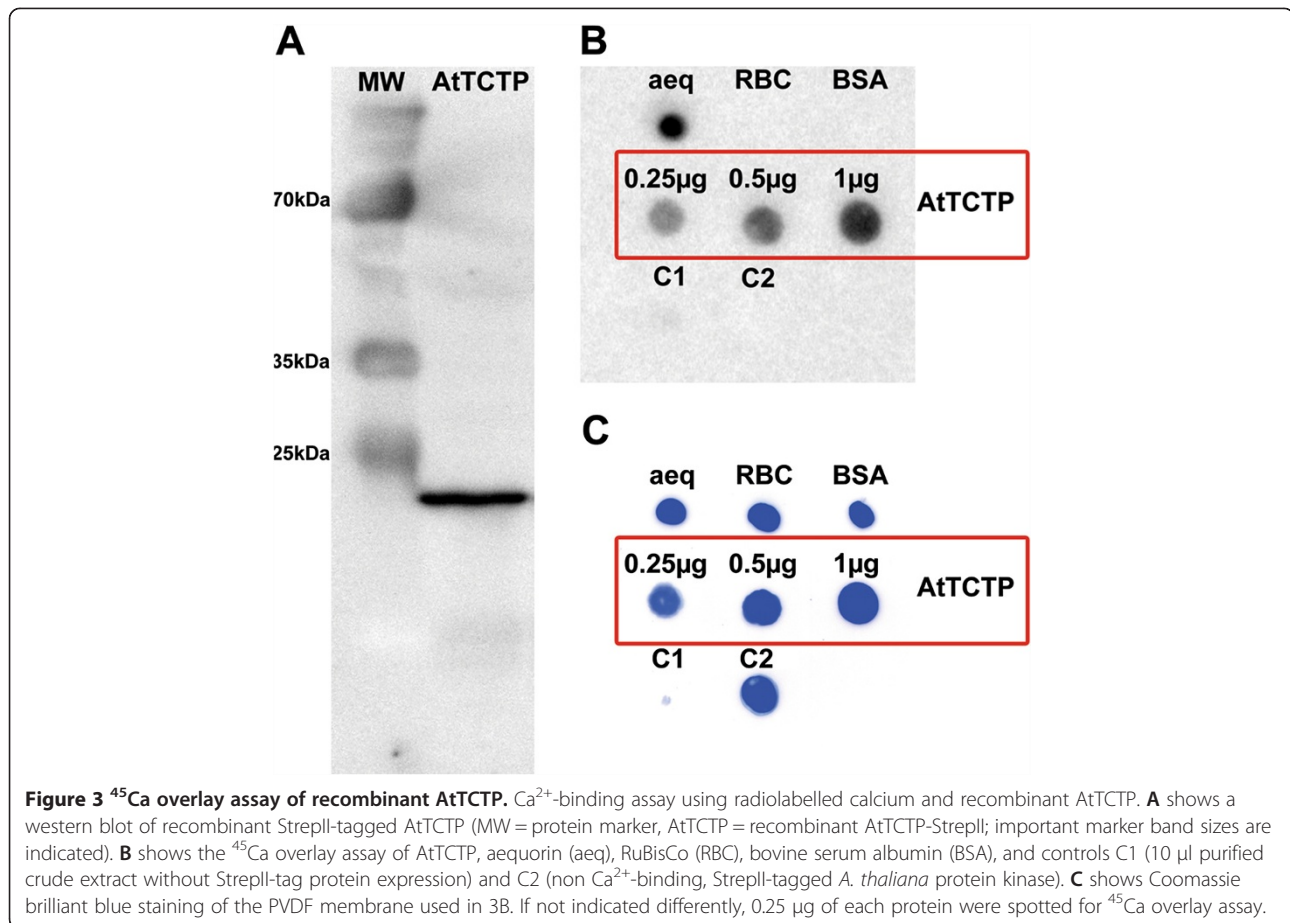 A
MW AtTCTP
70kDa
35kDa
25kDa
B
aeq RBC BSA
0.25µg 0.5µg 1µg
AtTCTP
C1 C2
C
aeq RBC BSA
0.25µg 0.5µg 1µg
AtTCTP
C1 C2
Figure 3 ⁴⁵Ca overlay assay of recombinant AtTCTP. Ca²⁺-binding assay using radiolabelled calcium and recombinant AtTCTP. A shows a
western blot of recombinant StrepII-tagged AtTCTP (MW = protein marker, AtTCTP = recombinant AtTCTP-StrepII; important marker band sizes are
indicated). B shows the ⁴⁵Ca overlay assay of AtTCTP, aequorin (aeq), RuBisCo (RBC), bovine serum albumin (BSA), and controls C1 (10 µl purified
crude extract without StrepII-tag protein expression) and C2 (non Ca²⁺-binding, StrepII-tagged A. thaliana protein kinase). C shows Coomassie
brilliant blue staining of the PVDF membrane used in 3B. If not indicated differently, 0.25 µg of each protein were spotted for ⁴⁵Ca overlay assay.